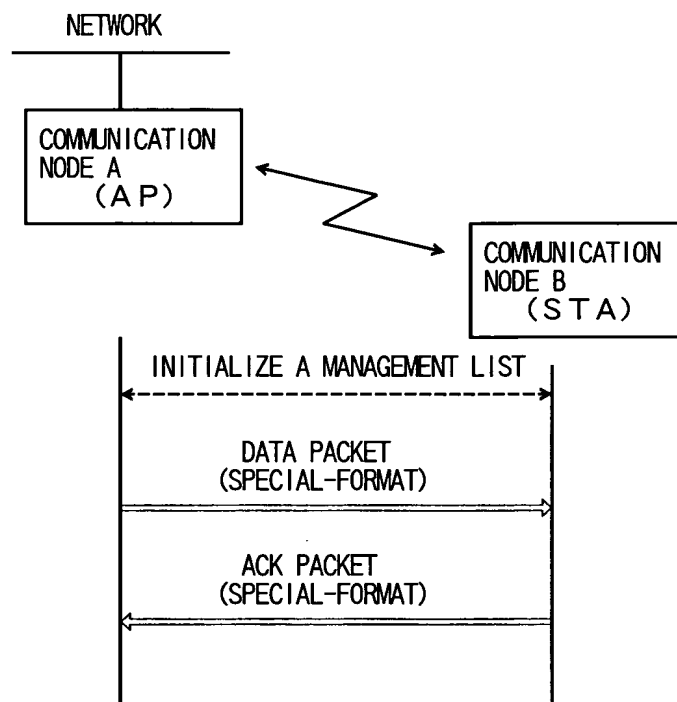 NETWORK
COMMUNICATION
NODE A
(AP)
COMMUNICATION
NODE B
(STA)
INITIALIZE A MANAGEMENT LIST
DATA PACKET
(SPECIAL-FORMAT)
ACK PACKET
(SPECIAL-FORMAT)